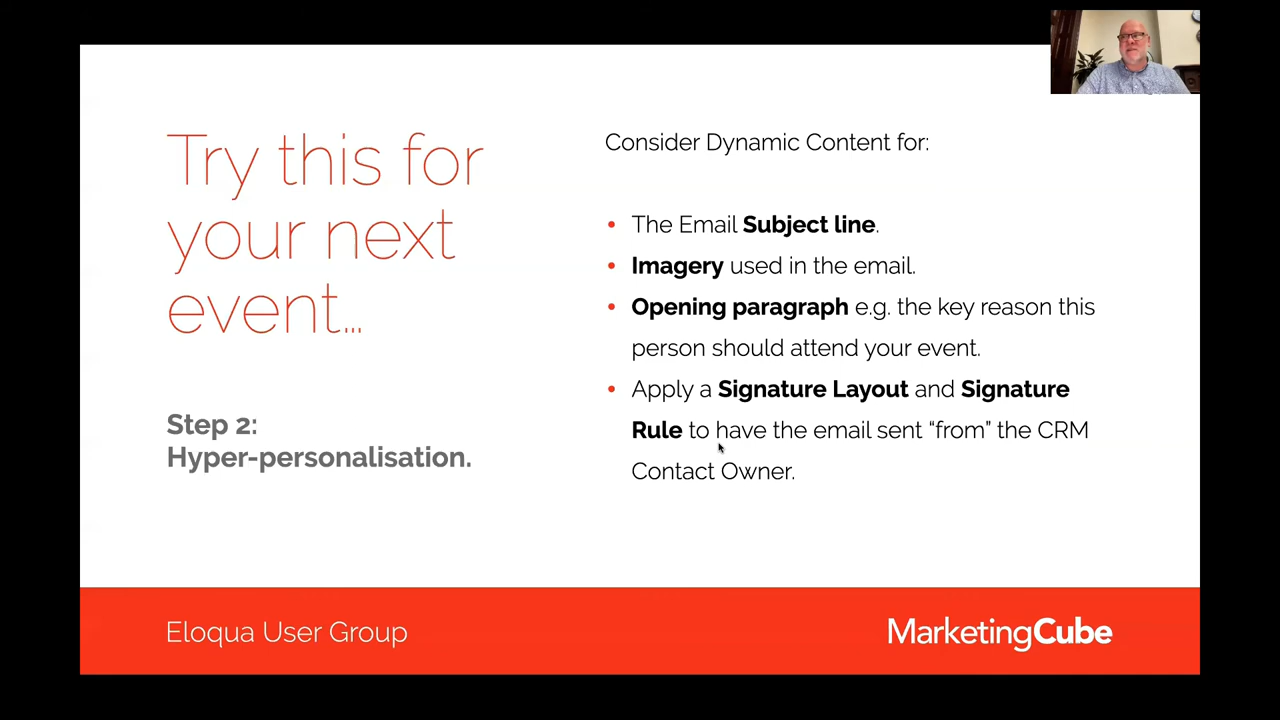 Try this for
your next
event...
Step 2:
Hyper-personalisation.
Consider Dynamic Content for:
• The Email Subject line.
• Imagery used in the email.
• Opening paragraph e.g. the key reason this
person should attend your event.
• Apply a Signature Layout and Signature
Rule to have the email sent “from” the CRM
Contact Owner.
Eloqua User Group
MarketingCube